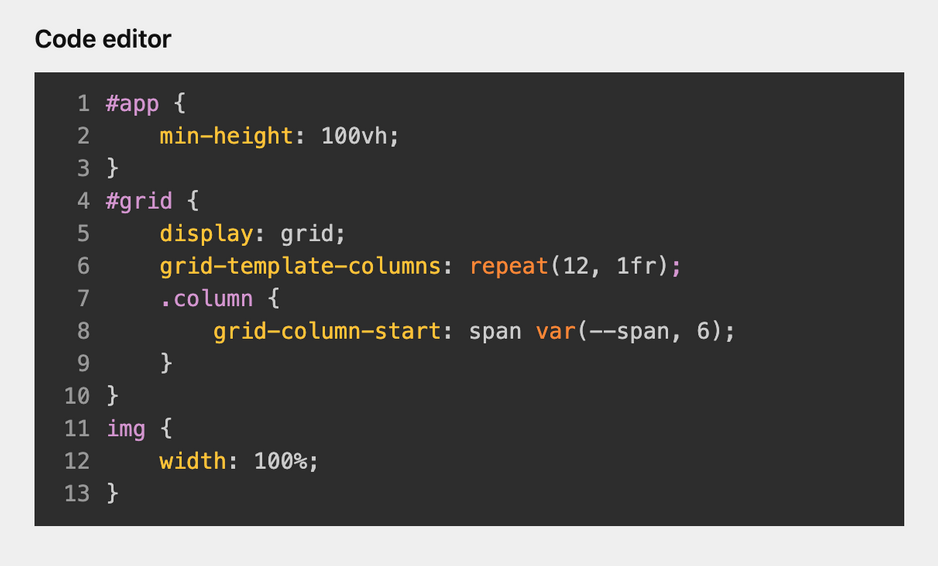 Code editor
1 #app {
2     min-height: 100vh;
3 }
4 #grid {
5     display: grid;
6     grid-template-columns: repeat(12, 1fr);
7     .column {
8         grid-column-start: span var(--span, 6);
9     }
10 }
11 img {
12     width: 100%;
13 }